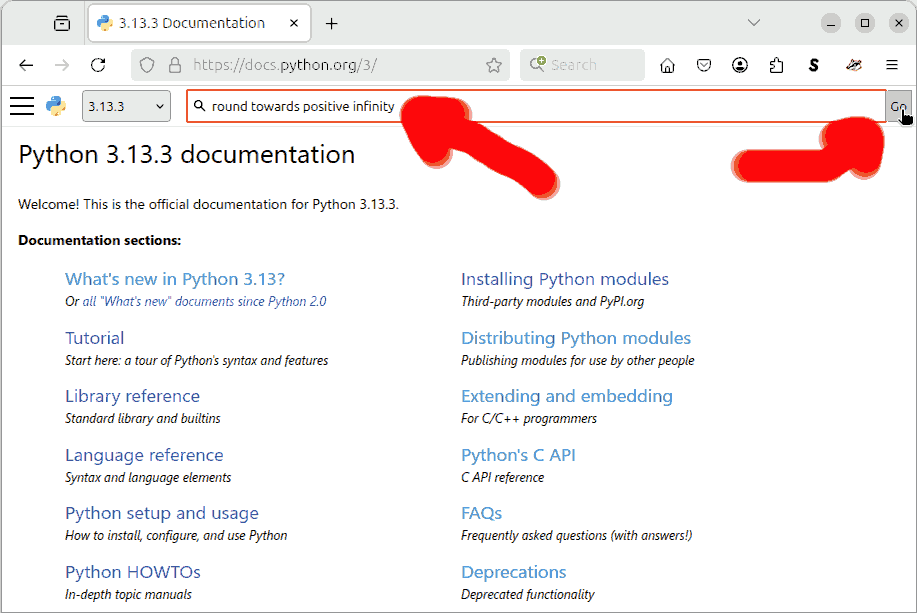 3.13.3 Documentation
https://docs.python.org/3/
Search
S
3.13.3
round towards positive infinity
Go
Python 3.13.3 documentation
Welcome! This is the official documentation for Python 3.13.3.
Documentation sections:
What's new in Python 3.13?
Or all "What's new" documents since Python 2.0
Tutorial
Start here: a tour of Python's syntax and features
Library reference
Standard library and builtins
Language reference
Syntax and language elements
Python setup and usage
How to install, configure, and use Python
Python HOWTOs
In-depth topic manuals
Installing Python modules
Third-party modules and PyPI.org
Distributing Python modules
Publishing modules for use by other people
Extending and embedding
For C/C++ programmers
Python's C API
C API reference
FAQs
Frequently asked questions (with answers!)
Deprecations
Deprecated functionality